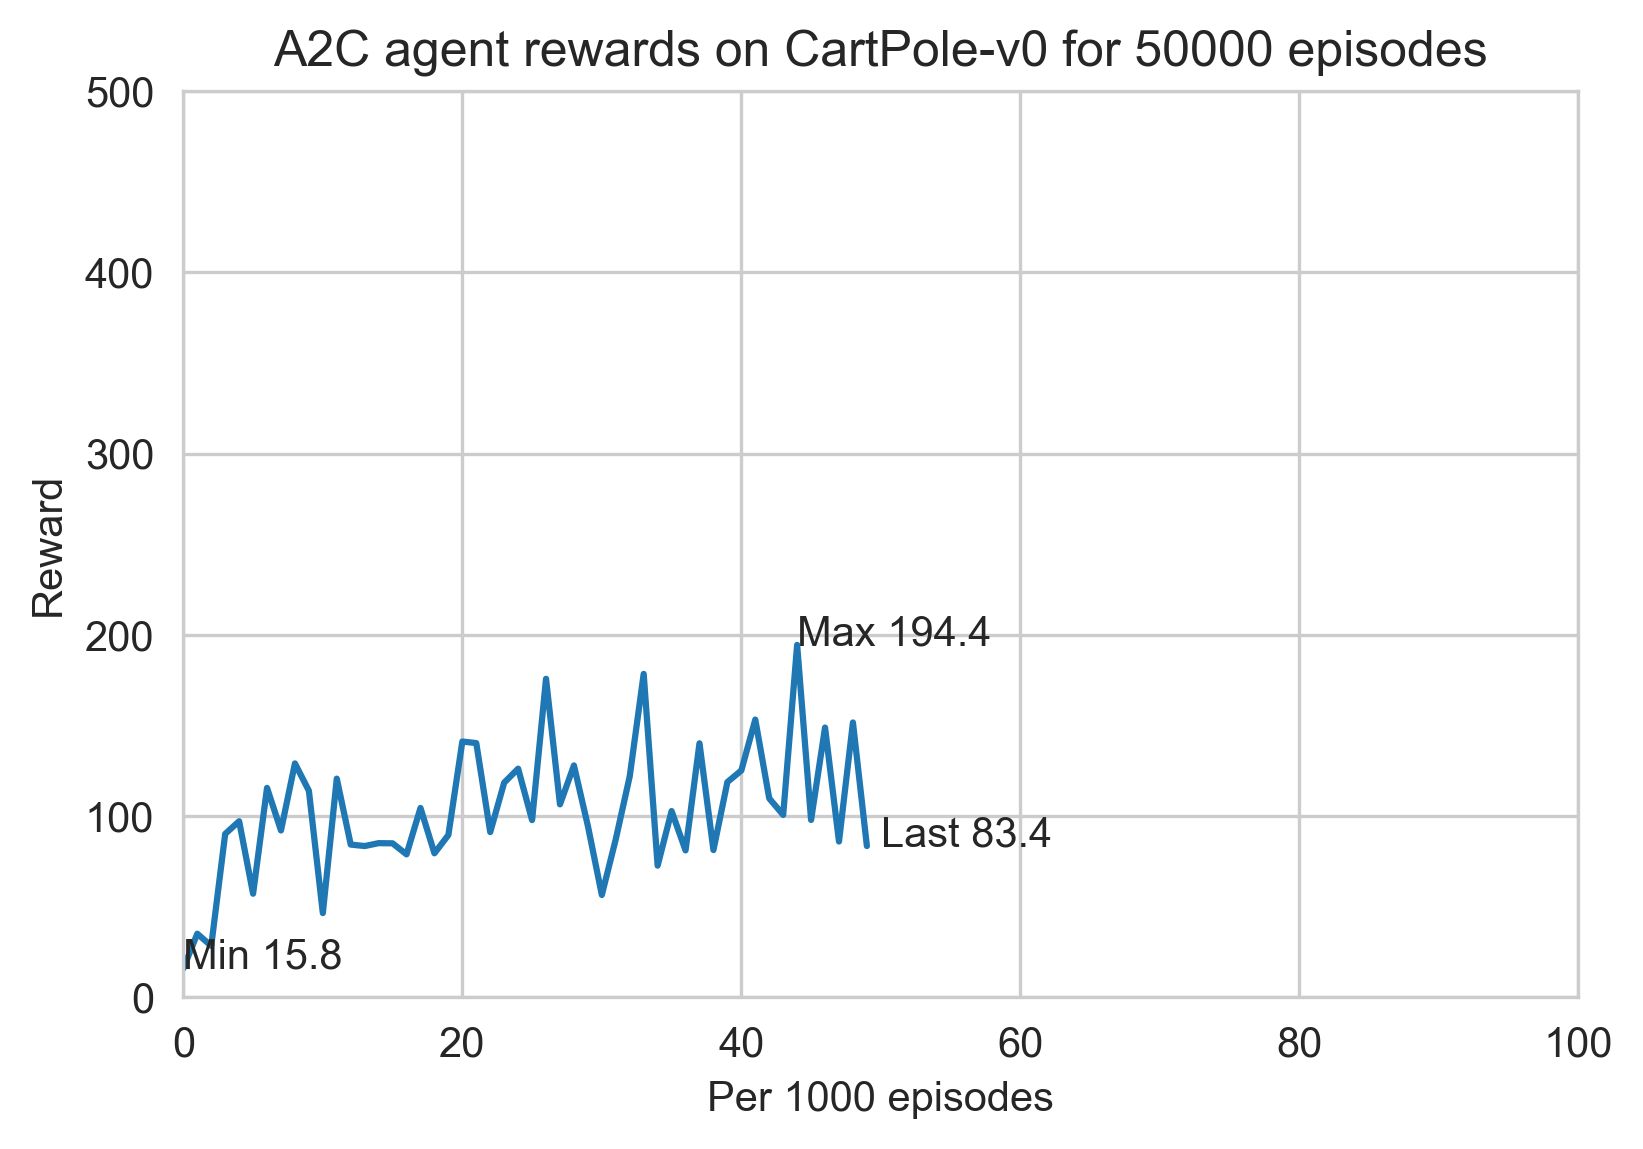 A2C agent rewards on CartPole-v0 for 50000 episodes
500
400
300
200
100
0
Reward
Max 194.4
Last 83.4
Min 15.8
0 20 40 60 80 100
Per 1000 episodes